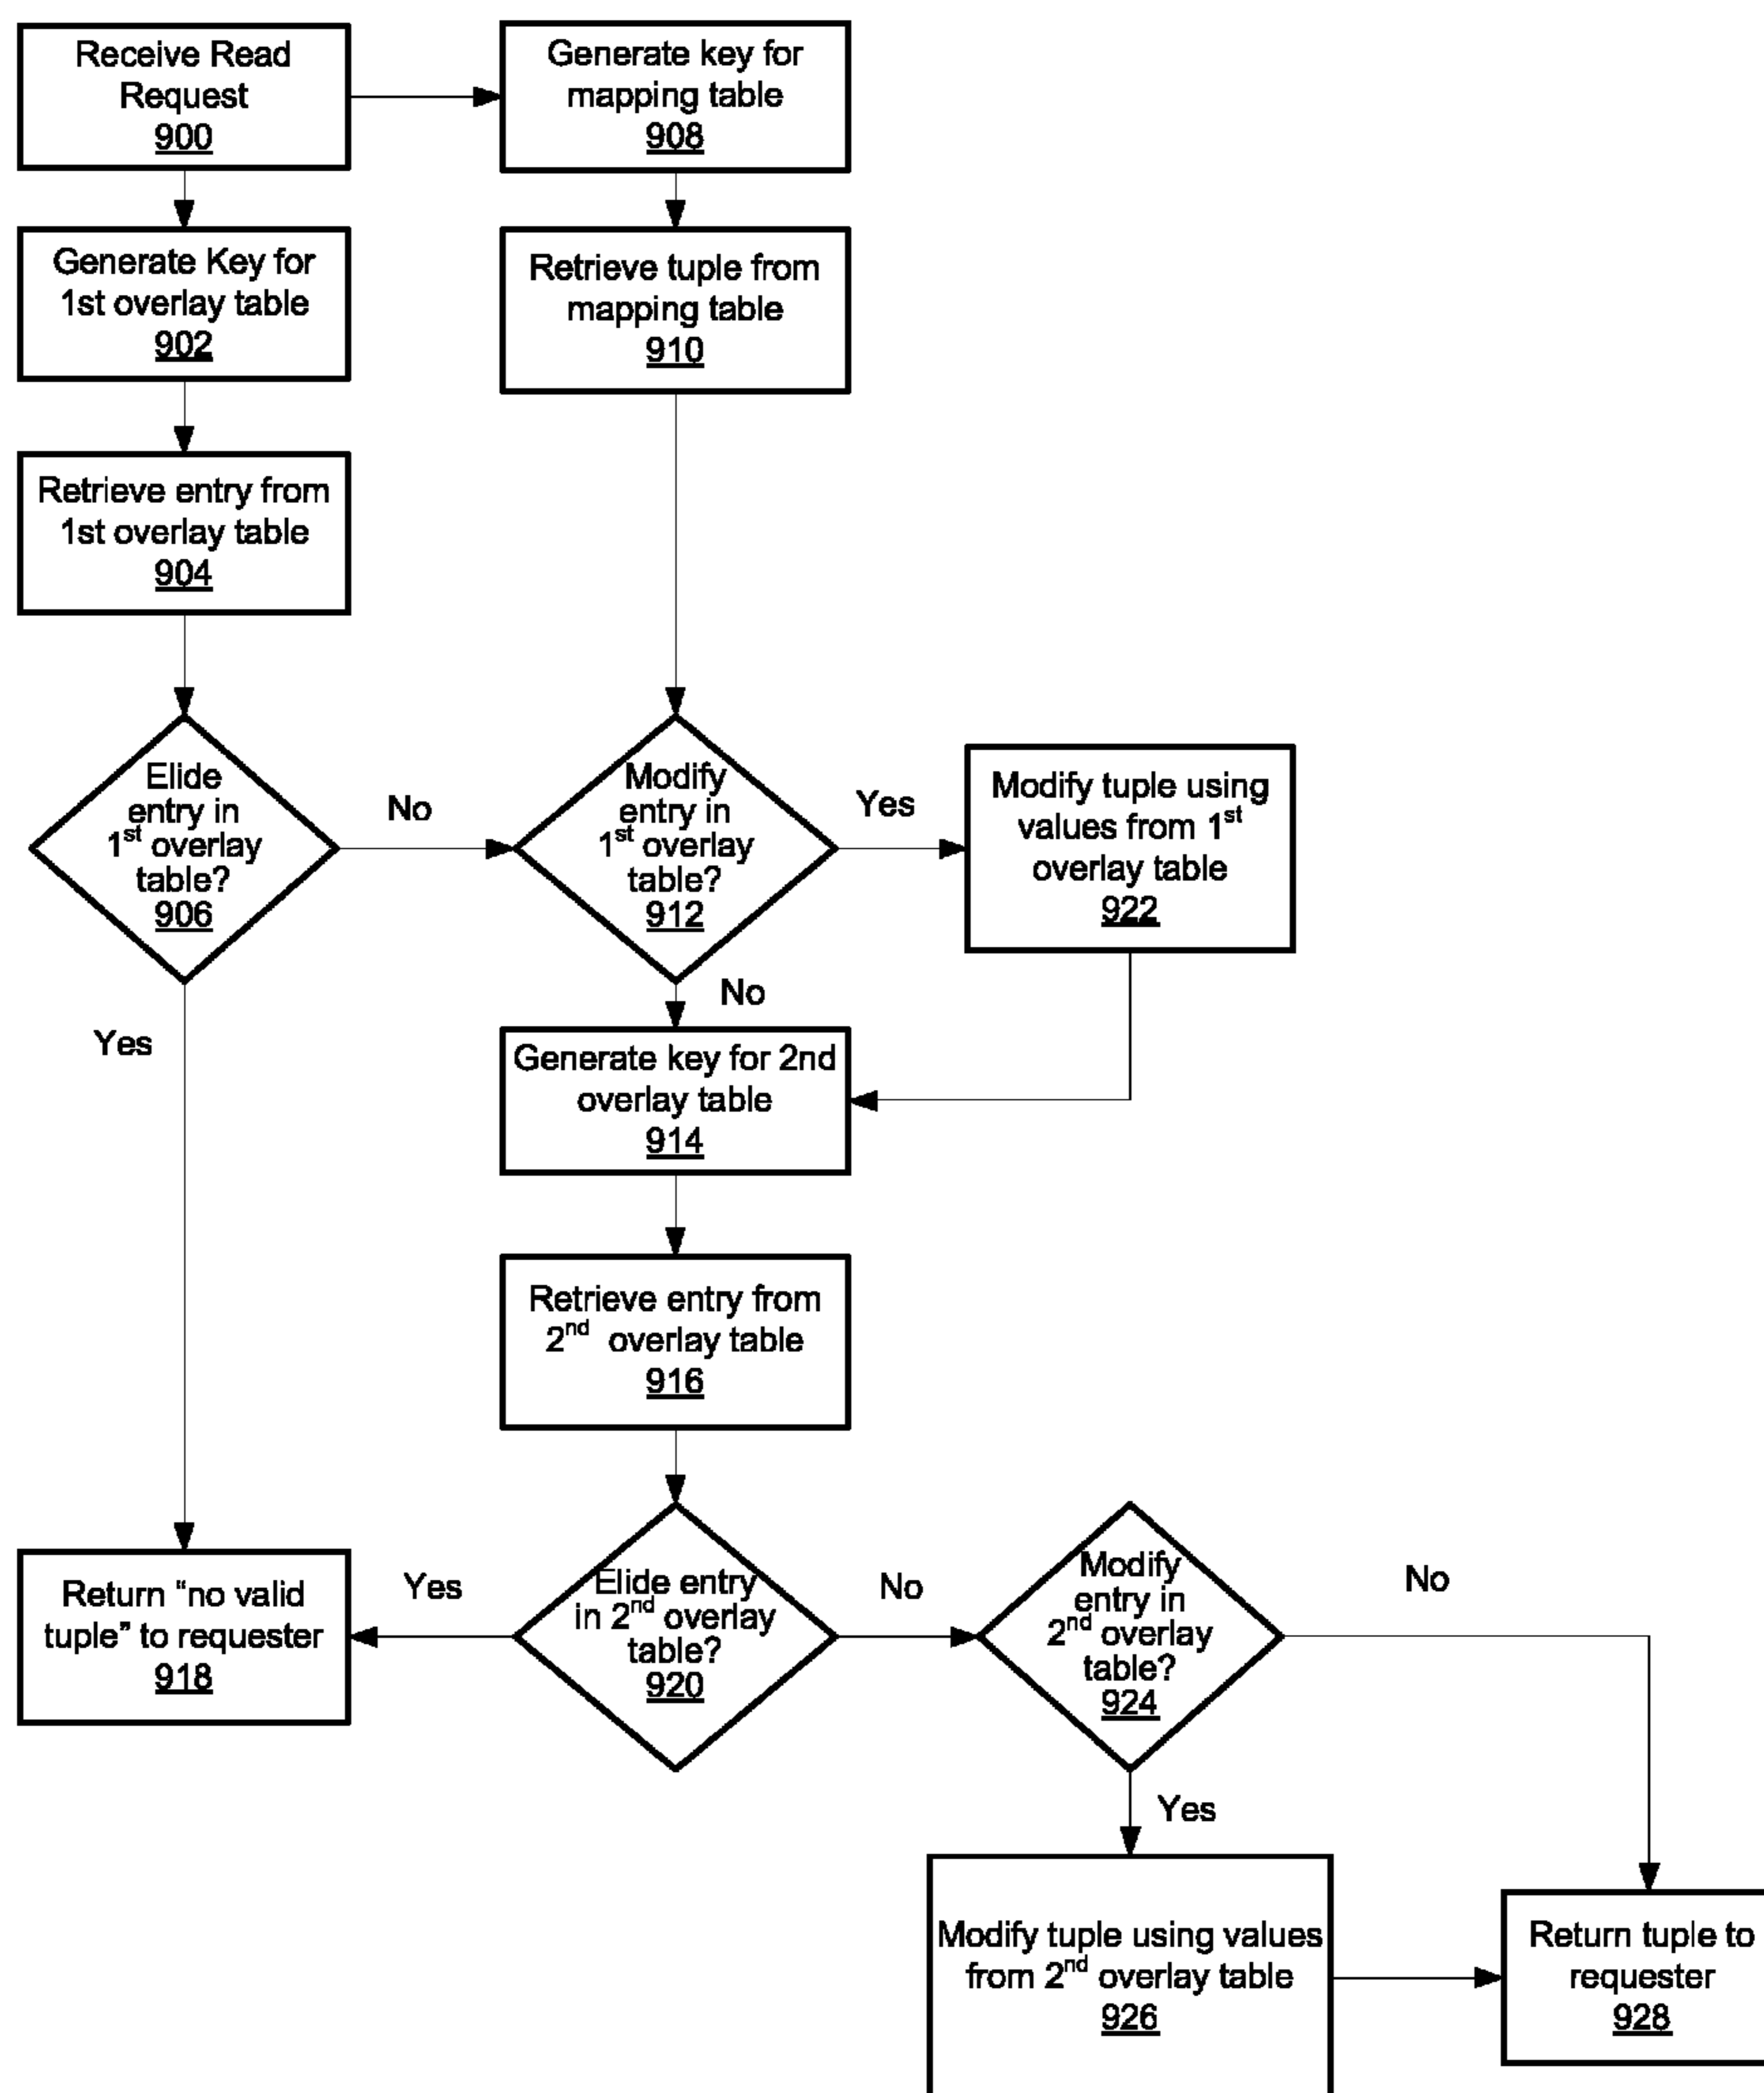 Receive Read
Request
900
Generate key for
mapping table
908
Generate Key for
1st overlay table
902
Retrieve tuple from
mapping table
910
Retrieve entry from
1st overlay table
904
Elide
entry in
1st overlay
table?
906
No
Modify
entry in
1st overlay
table?
912
Yes
Modify tuple using
values from 1st
overlay table
922
Yes
No
Generate key for 2nd
overlay table
914
Retrieve entry from
2nd overlay table
916
Return “no valid
tuple” to requester
918
Yes
Elide entry
in 2nd overlay
table?
920
No
Modify
entry in
2nd overlay
table?
924
No
Yes
Modify tuple using values
from 2nd overlay table
926
Return tuple to
requester
928